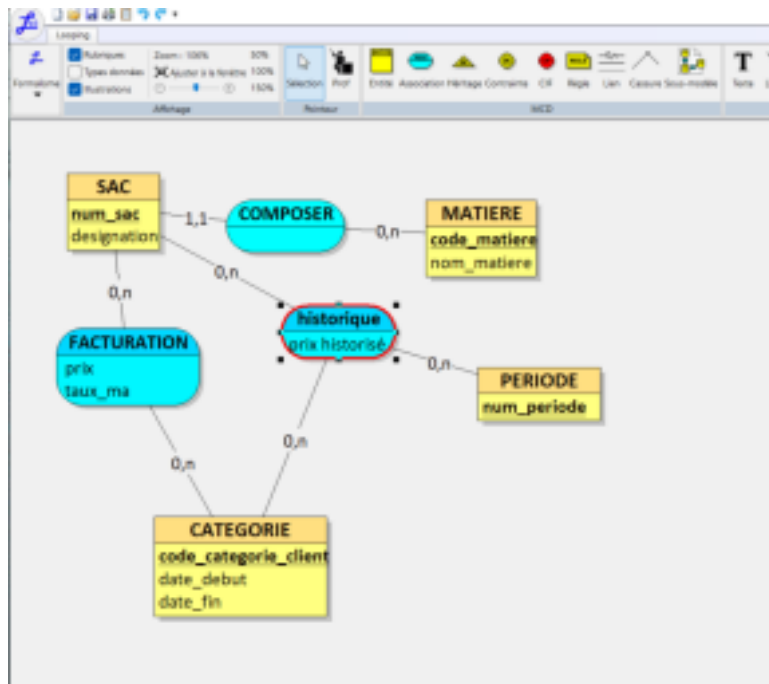 Looping
Rubriques
Types données
Illustrations
Zoom : 100%
Ajuster à la fenêtre
50%
100%
150%
Formalisme
Affichage
Sélection
Prof
Pointeur
Entité
Association
Héritage
Contrainte
CIF
Règle
Lien
Cassure
Sous-modèle
MCD
Texte
SAC
num_sac
designation
1,1
COMPOSER
0,n
MATIERE
code_matiere
nom_matiere
0,n
0,n
FACTURATION
prix
taux_ma
historique
prix historisé
0,n
PERIODE
num_periode
0,n
0,n
CATEGORIE
code_categorie_client
date_debut
date_fin